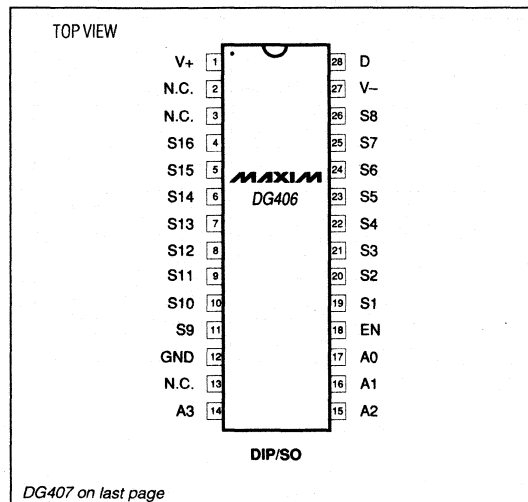 TOP VIEW
V+ 1 28 D
N.C. 2 27 V–
N.C. 3 26 S8
S16 4 25 S7
S15 5 24 S6
S14 6 23 S5
S13 7 22 S4
S12 8 21 S3
S11 9 20 S2
S10 10 19 S1
S9 11 18 EN
GND 12 17 A0
N.C. 13 16 A1
A3 14 15 A2
MAXIM
DG406
DIP/SO
DG407 on last page